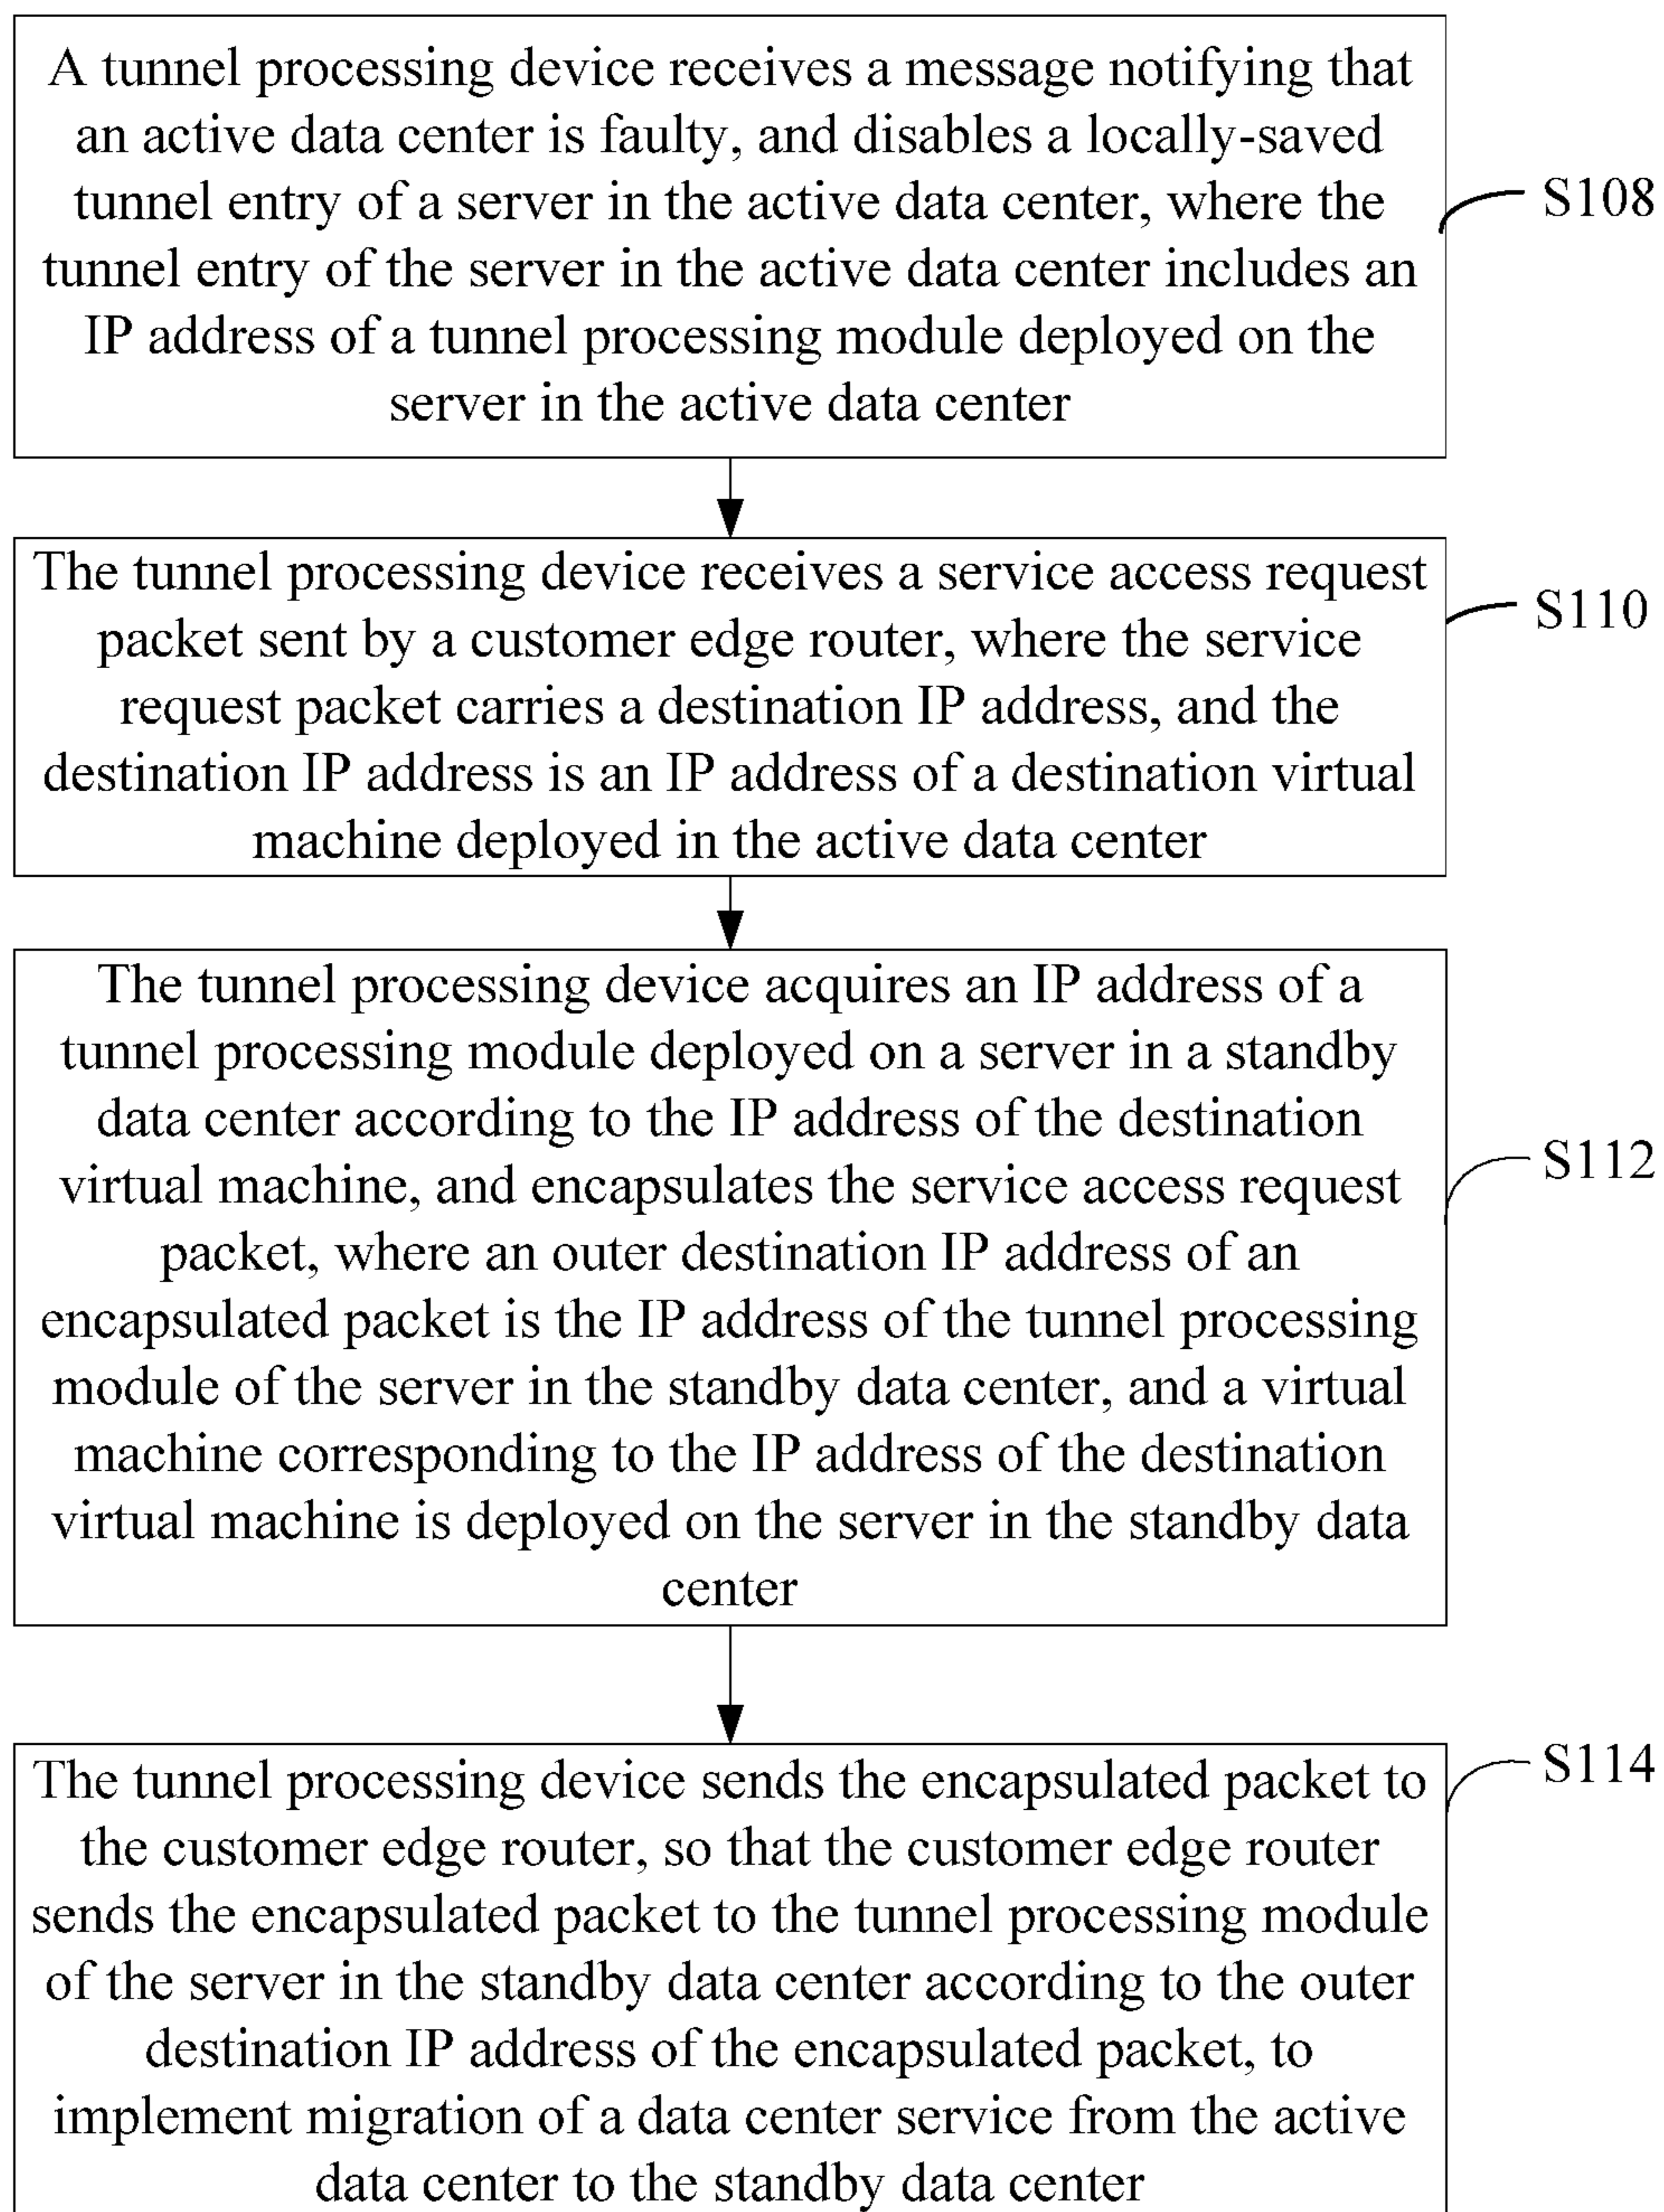 A tunnel processing device receives a message notifying that
an active data center is faulty, and disables a locally-saved
tunnel entry of a server in the active data center, where the
tunnel entry of the server in the active data center includes an
IP address of a tunnel processing module deployed on the
server in the active data center
S108
The tunnel processing device receives a service access request
packet sent by a customer edge router, where the service
request packet carries a destination IP address, and the
destination IP address is an IP address of a destination virtual
machine deployed in the active data center
S110
The tunnel processing device acquires an IP address of a
tunnel processing module deployed on a server in a standby
data center according to the IP address of the destination
virtual machine, and encapsulates the service access request
packet, where an outer destination IP address of an
encapsulated packet is the IP address of the tunnel processing
module of the server in the standby data center, and a virtual
machine corresponding to the IP address of the destination
virtual machine is deployed on the server in the standby data
center
S112
The tunnel processing device sends the encapsulated packet to
the customer edge router, so that the customer edge router
sends the encapsulated packet to the tunnel processing module
of the server in the standby data center according to the outer
destination IP address of the encapsulated packet, to
implement migration of a data center service from the active
data center to the standby data center
S114